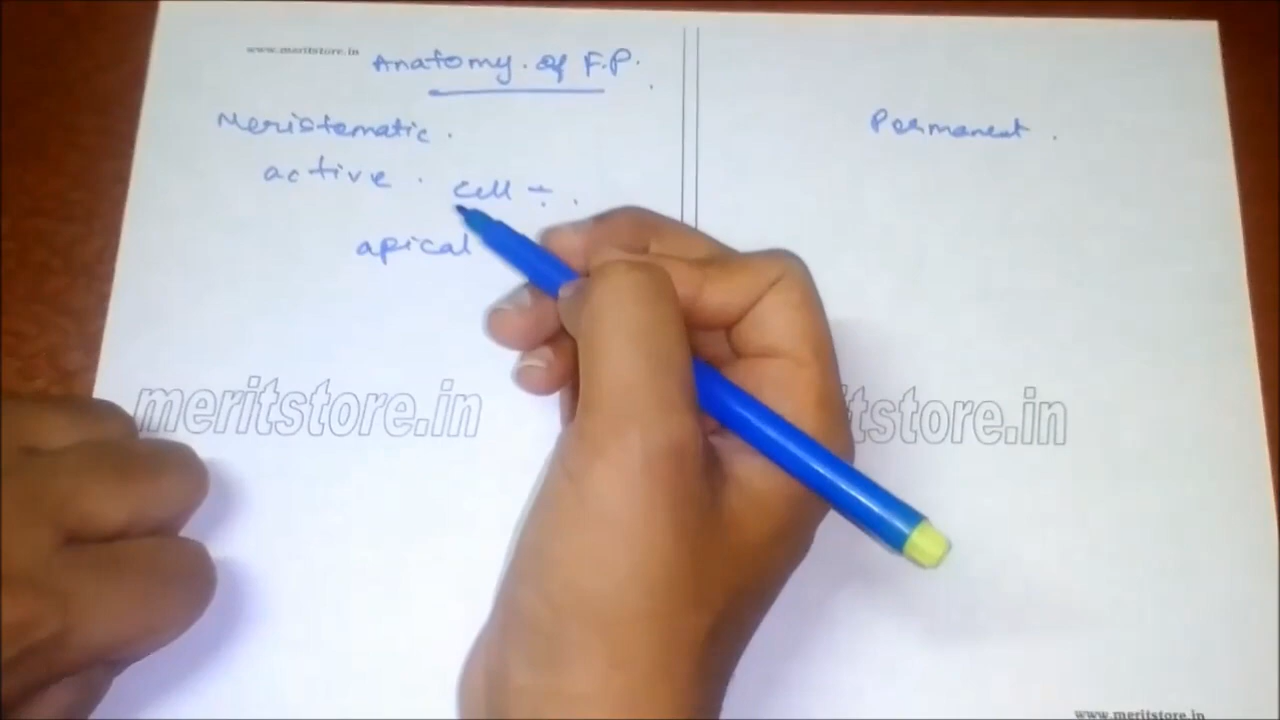 www.meritstore.in
Anatomy. of F.P.
Meristematic.
Permanent.
active. cell ÷.
apical
meritstore.in
tstore.in
www.meritstore.in